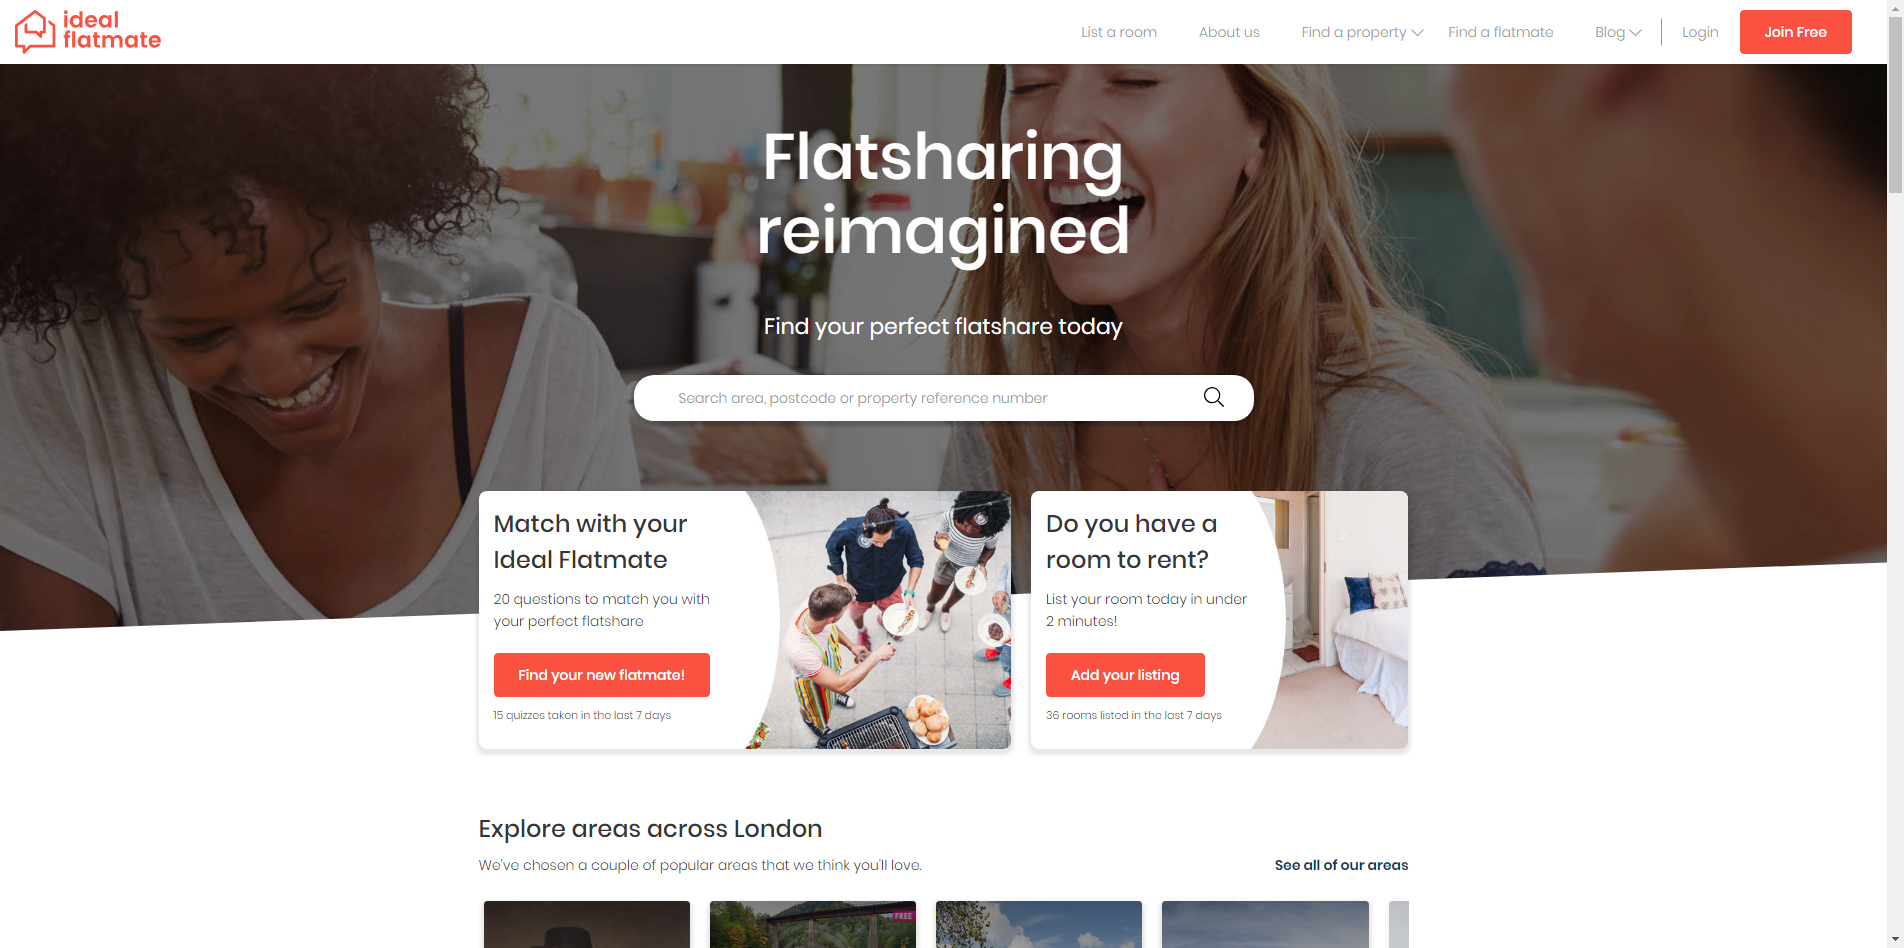 ideal
flatmate
List a room
About us
Find a property
Find a flatmate
Blog
Login
Join Free
Flatsharing
reimagined
Find your perfect flatshare today
Search area, postcode or property reference number
Match with your
Ideal Flatmate
20 questions to match you with
your perfect flatshare
Find your new flatmate!
15 quizzes taken in the last 7 days
Do you have a
room to rent?
List your room today in under
2 minutes!
Add your listing
36 rooms listed in the last 7 days
Explore areas across London
We've chosen a couple of popular areas that we think you'll love.
See all of our areas
FREE